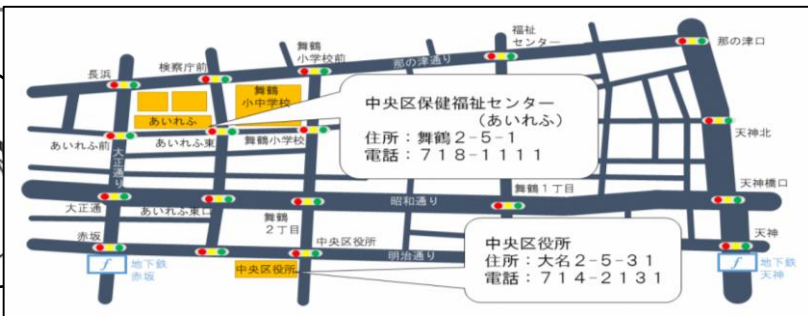 福祉
センター
那の津口
舞鶴
小学校前
那の津通り
検察庁前
長浜
舞鶴
小中学校
あいれふ
中央区保健福祉センター
(あいれふ)
住所：舞鶴2-5-1
電話：718-1111
天神北
あいれふ前
あいれふ東
舞鶴小学校
大正通り
天神橋口
舞鶴1丁目
昭和通り
大正通
あいれふ東口
舞鶴
2丁目
赤坂
中央区役所
明治通り
天神
中央区役所
住所：大名2-5-31
電話：714-2131
地下鉄
赤坂
中央区役所
地下鉄
天神